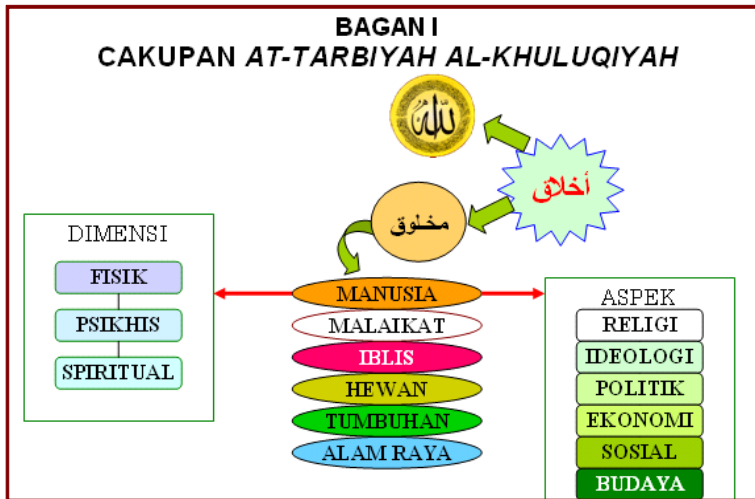 BAGAN I
CAKUPAN AT-TARBIYAH AL-KHULUQIYAH
الله
أخلاق
مخلوق
DIMENSI
FISIK
PSIKHIS
SPIRITUAL
MANUSIA
MALAIKAT
IBLIS
HEWAN
TUMBUHAN
ALAM RAYA
ASPEK
RELIGI
IDEOLOGI
POLITIK
EKONOMI
SOSIAL
BUDAYA